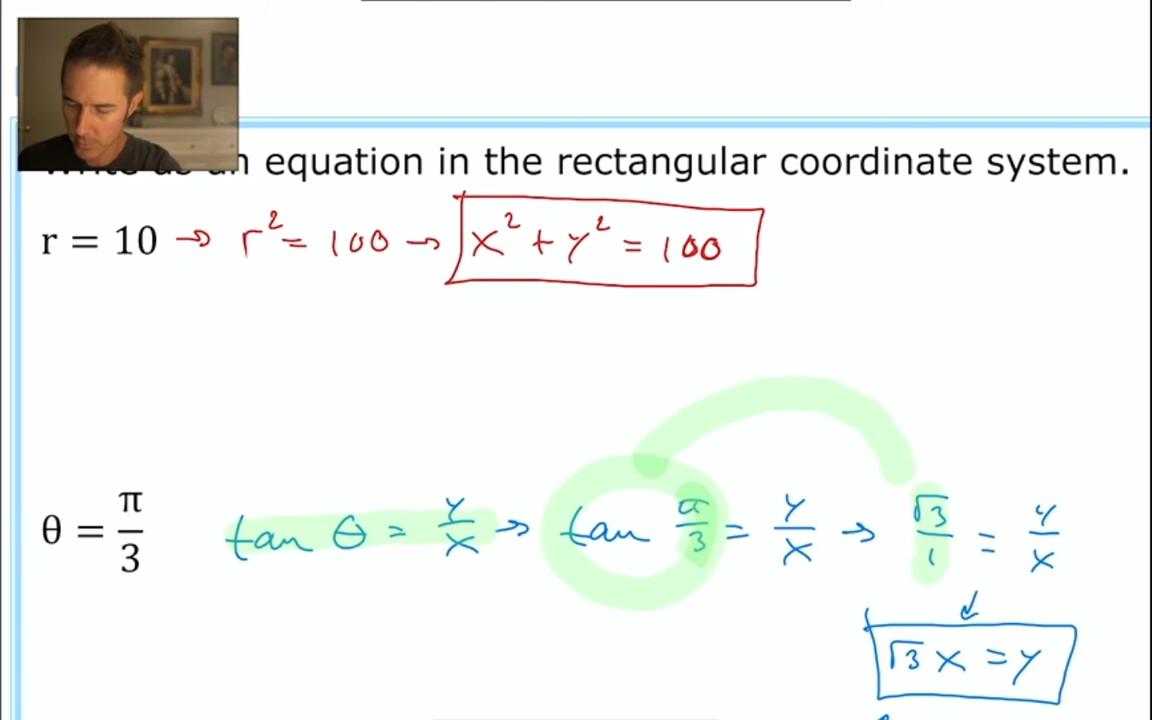 an equation in the rectangular coordinate system.
r = 10 → r² = 100 → x² + y² = 100
θ = π/3 tan θ = y/x → tan π/3 = y/x → √3/1 = y/x
√3 x = y